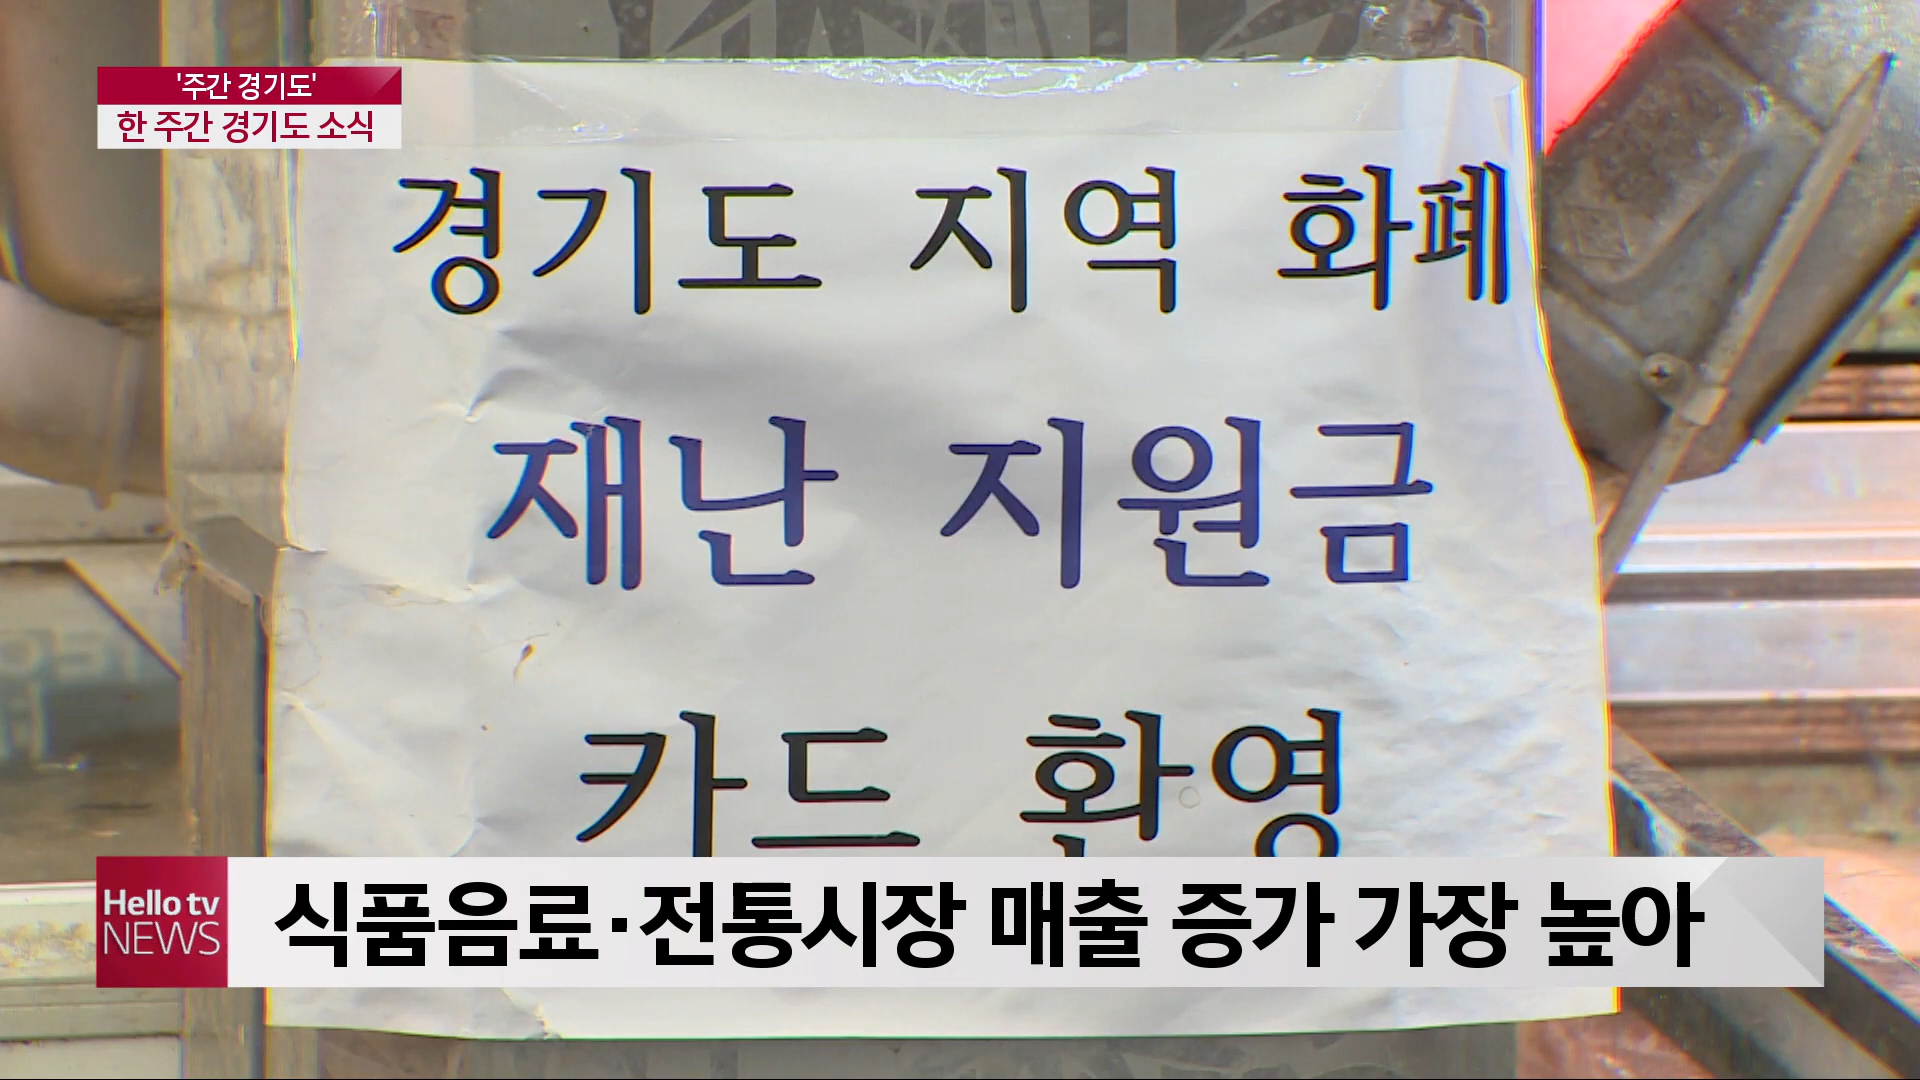 '주간 경기도'
한 주간 경기도 소식
경기도 지역 화폐
재난 지원금
카드 환영
Hello tv
NEWS
식품음료·전통시장 매출 증가 가장 높아